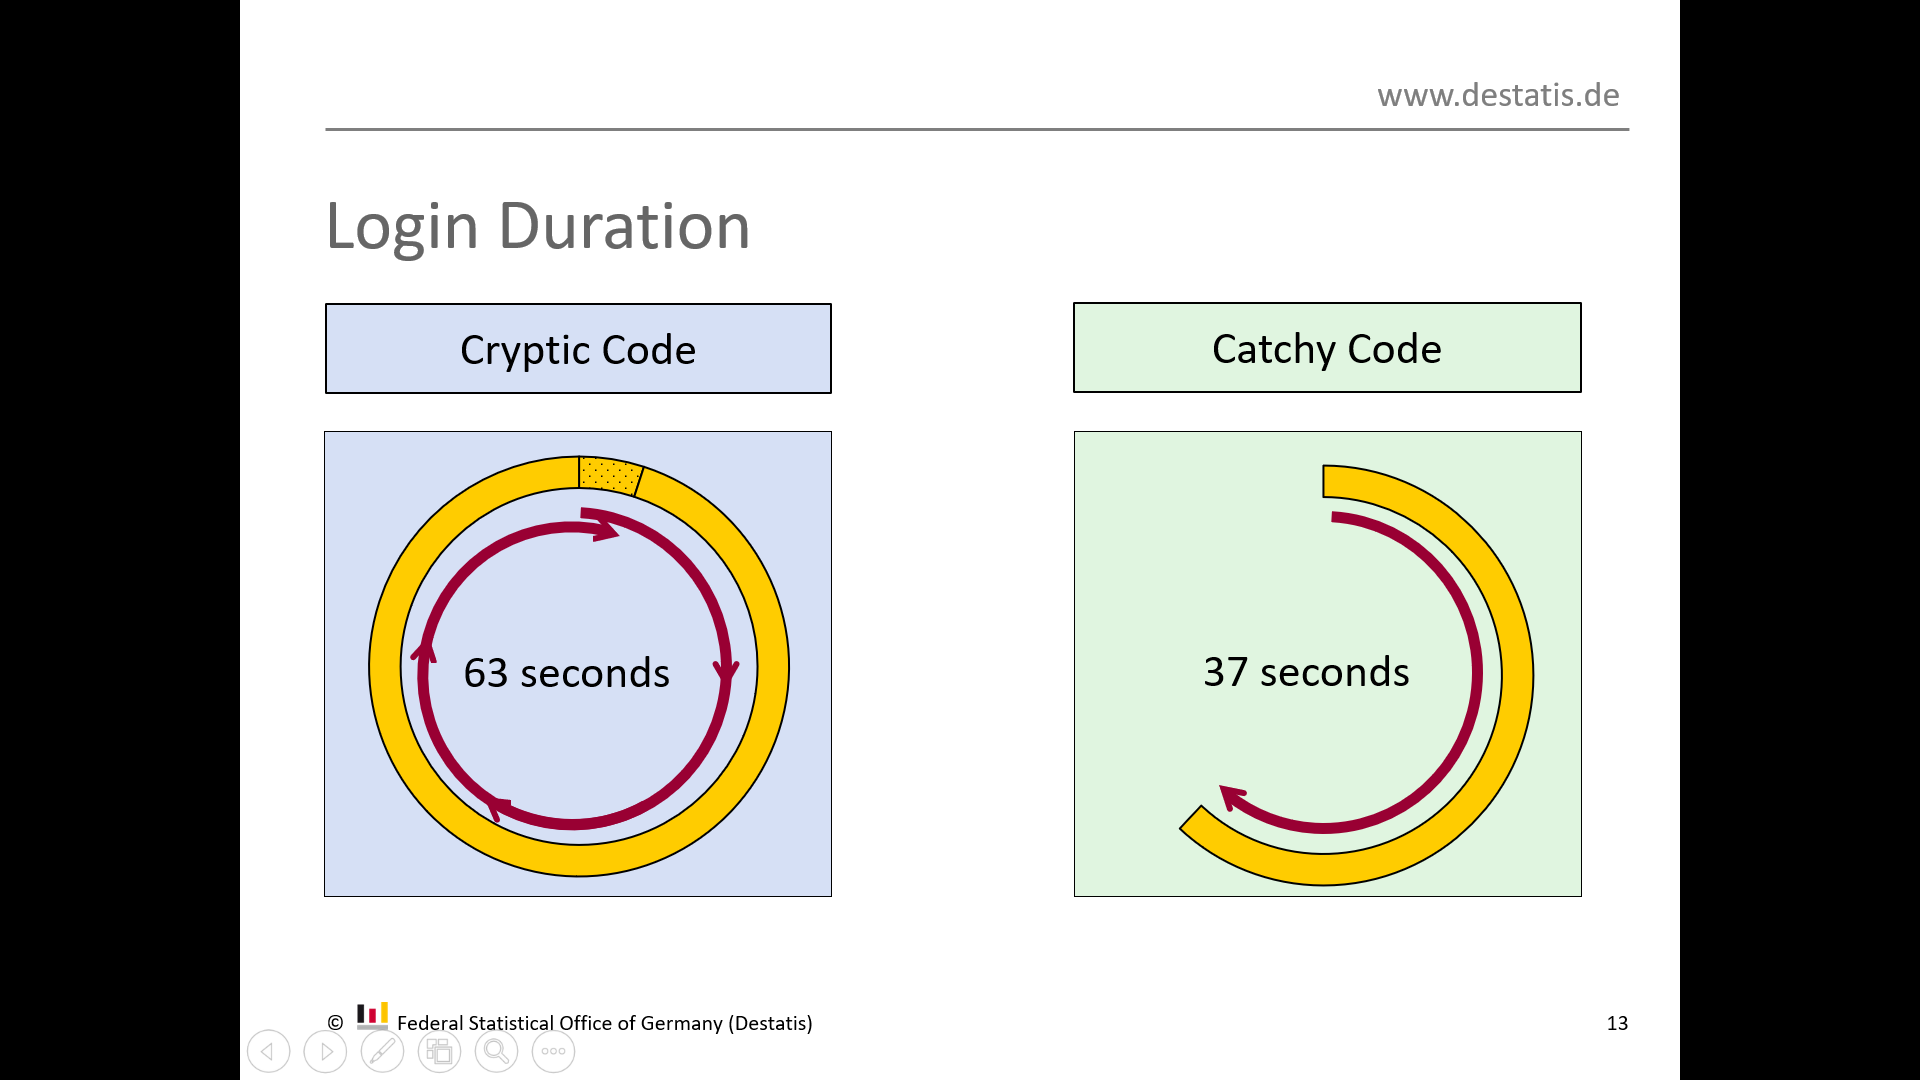 www.destatis.de
Login Duration
Cryptic Code
Catchy Code
63 seconds
37 seconds
© Federal Statistical Office of Germany (Destatis)
13